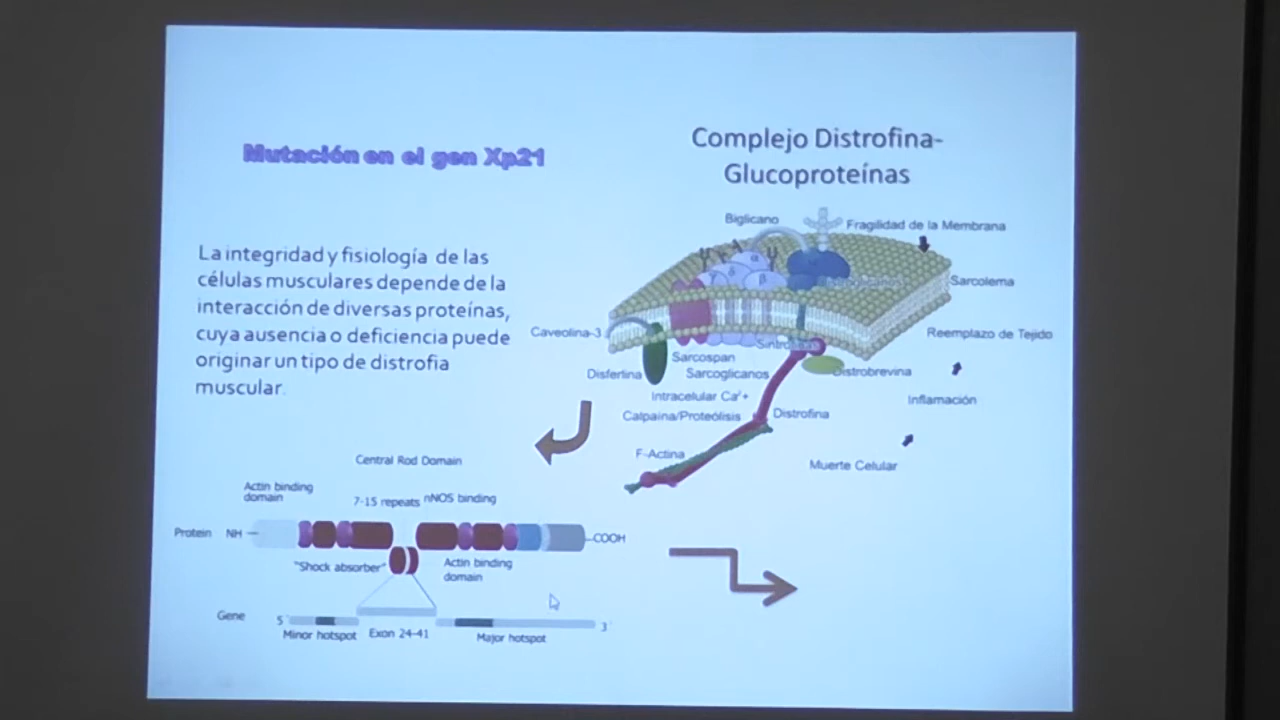 Mutación en el gen Xp21
La integridad y fisiología de las
células musculares depende de la
interacción de diversas proteínas,
cuya ausencia o deficiencia puede
originar un tipo de distrofia
muscular.
Complejo Distrofina-
Glucoproteínas
Biglicano
Fragilidad de la Membrana
α
δ
γ
β
Sarcolema
Caveolina-3
Reemplazo de Tejido
Sarcospan
Disferlina
Sarcoglicanos
Distrobrevina
Intracelular Ca²+
Inflamación
Calpaina/Proteólisis
Distrofina
F-Actina
Muerte Celular
Central Rod Domain
Actin binding
domain
7-15 repeats
nNOS binding
Protein
NH
COOH
"Shock absorber"
Actin binding
domain
Gene
5'
3'
Minor hotspot
Exon 24-41
Major hotspot